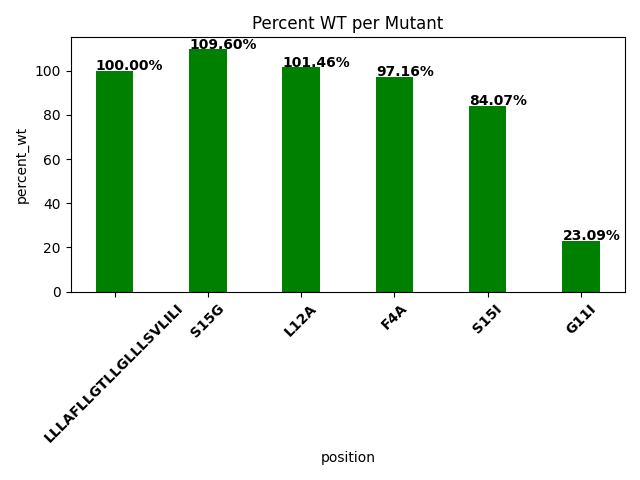 Percent WT per Mutant
percent_wt
100
80
60
40
20
0
100.00%
109.60%
101.46%
97.16%
84.07%
23.09%
LLLAFLLGTLLGLLLSVLILI
S15G
L12A
F4A
S15I
G11I
position